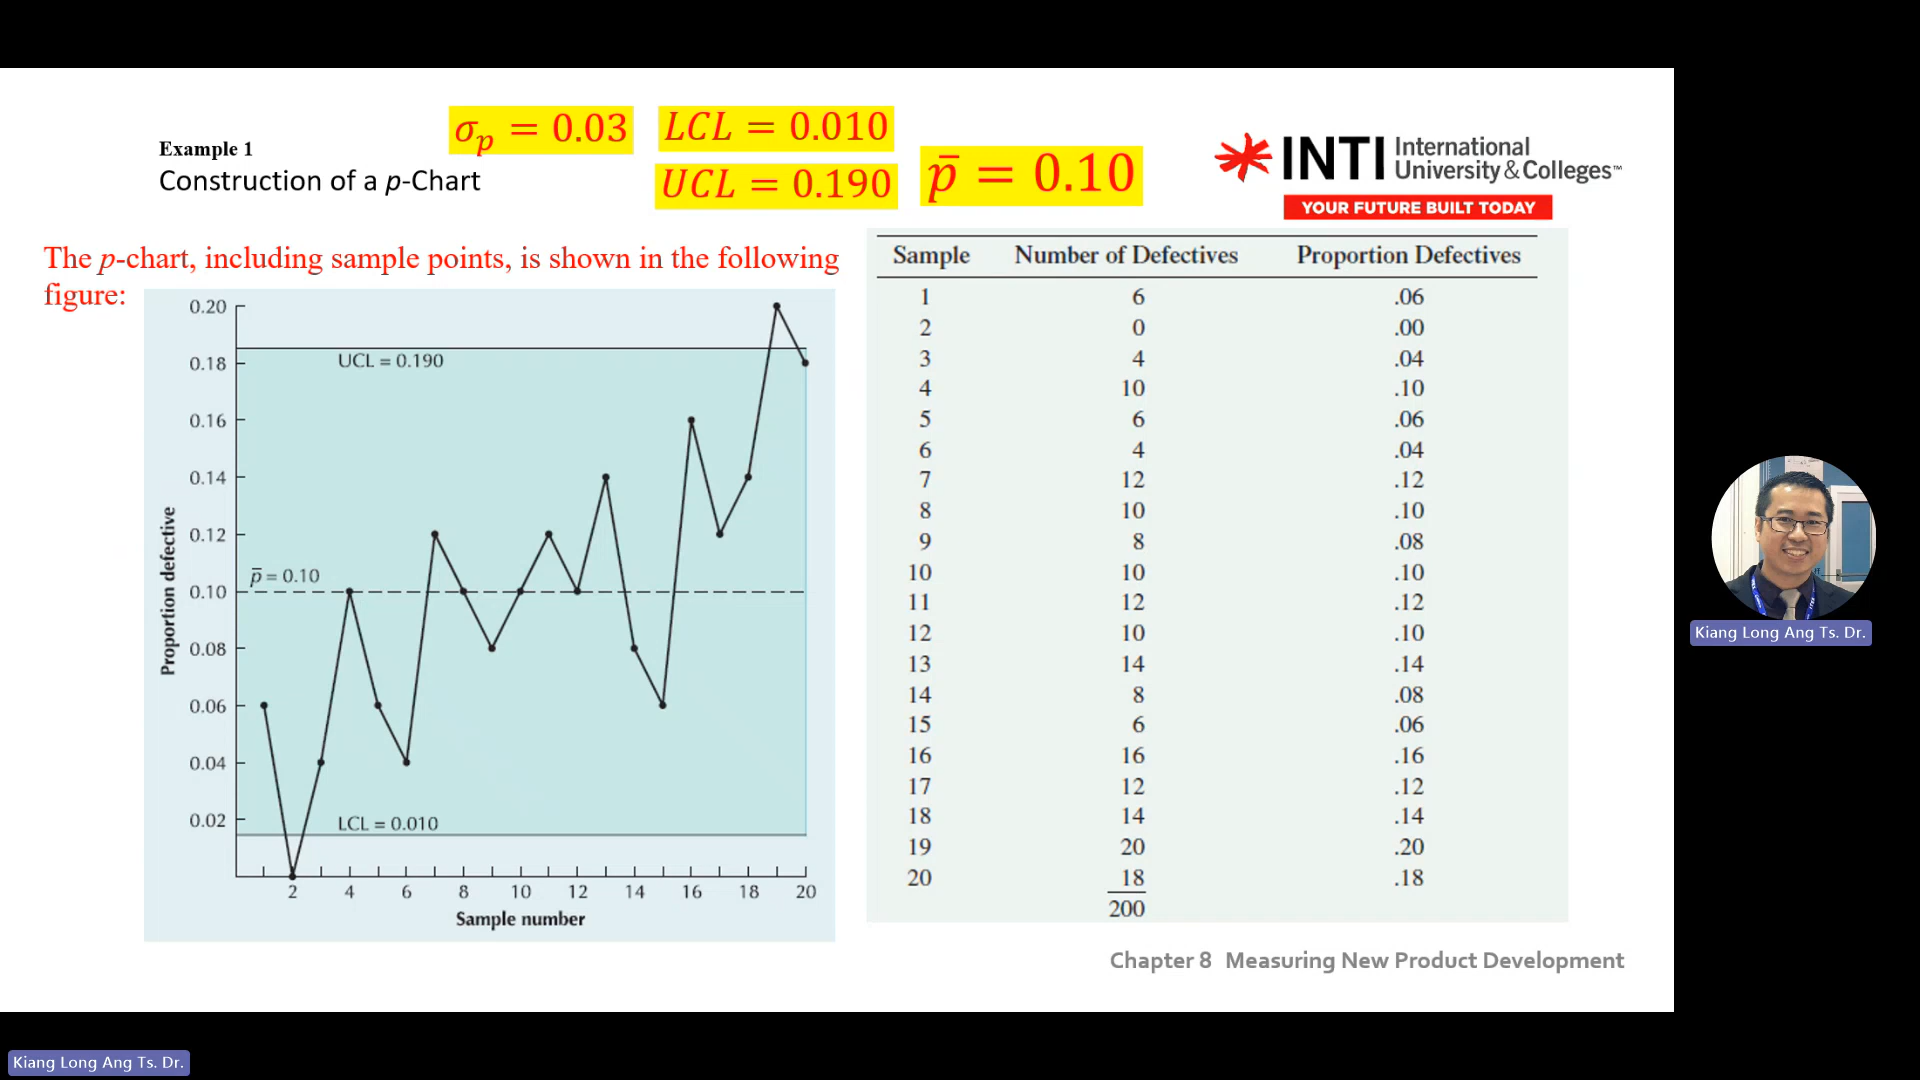 Example 1
Construction of a p-Chart
σp = 0.03
LCL = 0.010
UCL = 0.190
p̄ = 0.10
INTI International University & Colleges™
YOUR FUTURE BUILT TODAY
The p-chart, including sample points, is shown in the following
figure:
0.20
0.18
0.16
0.14
0.12
0.10
0.08
0.06
0.04
0.02
Proportion defective
UCL = 0.190
p̄ = 0.10
LCL = 0.010
2 4 6 8 10 12 14 16 18 20
Sample number
Sample Number of Defectives Proportion Defectives
1 6 .06
2 0 .00
3 4 .04
4 10 .10
5 6 .06
6 4 .04
7 12 .12
8 10 .10
9 8 .08
10 10 .10
11 12 .12
12 10 .10
13 14 .14
14 8 .08
15 6 .06
16 16 .16
17 12 .12
18 14 .14
19 20 .20
20 18 .18
200
Chapter 8 Measuring New Product Development
Kiang Long Ang Ts. Dr.
Kiang Long Ang Ts. Dr.